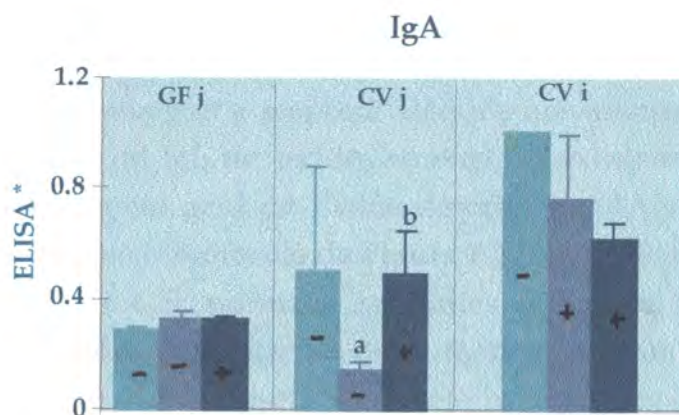 IgA
ELISA *
1.2
0.8
0.4
0
GF j
CV j
CV i
- - +
- a - b +
- + +